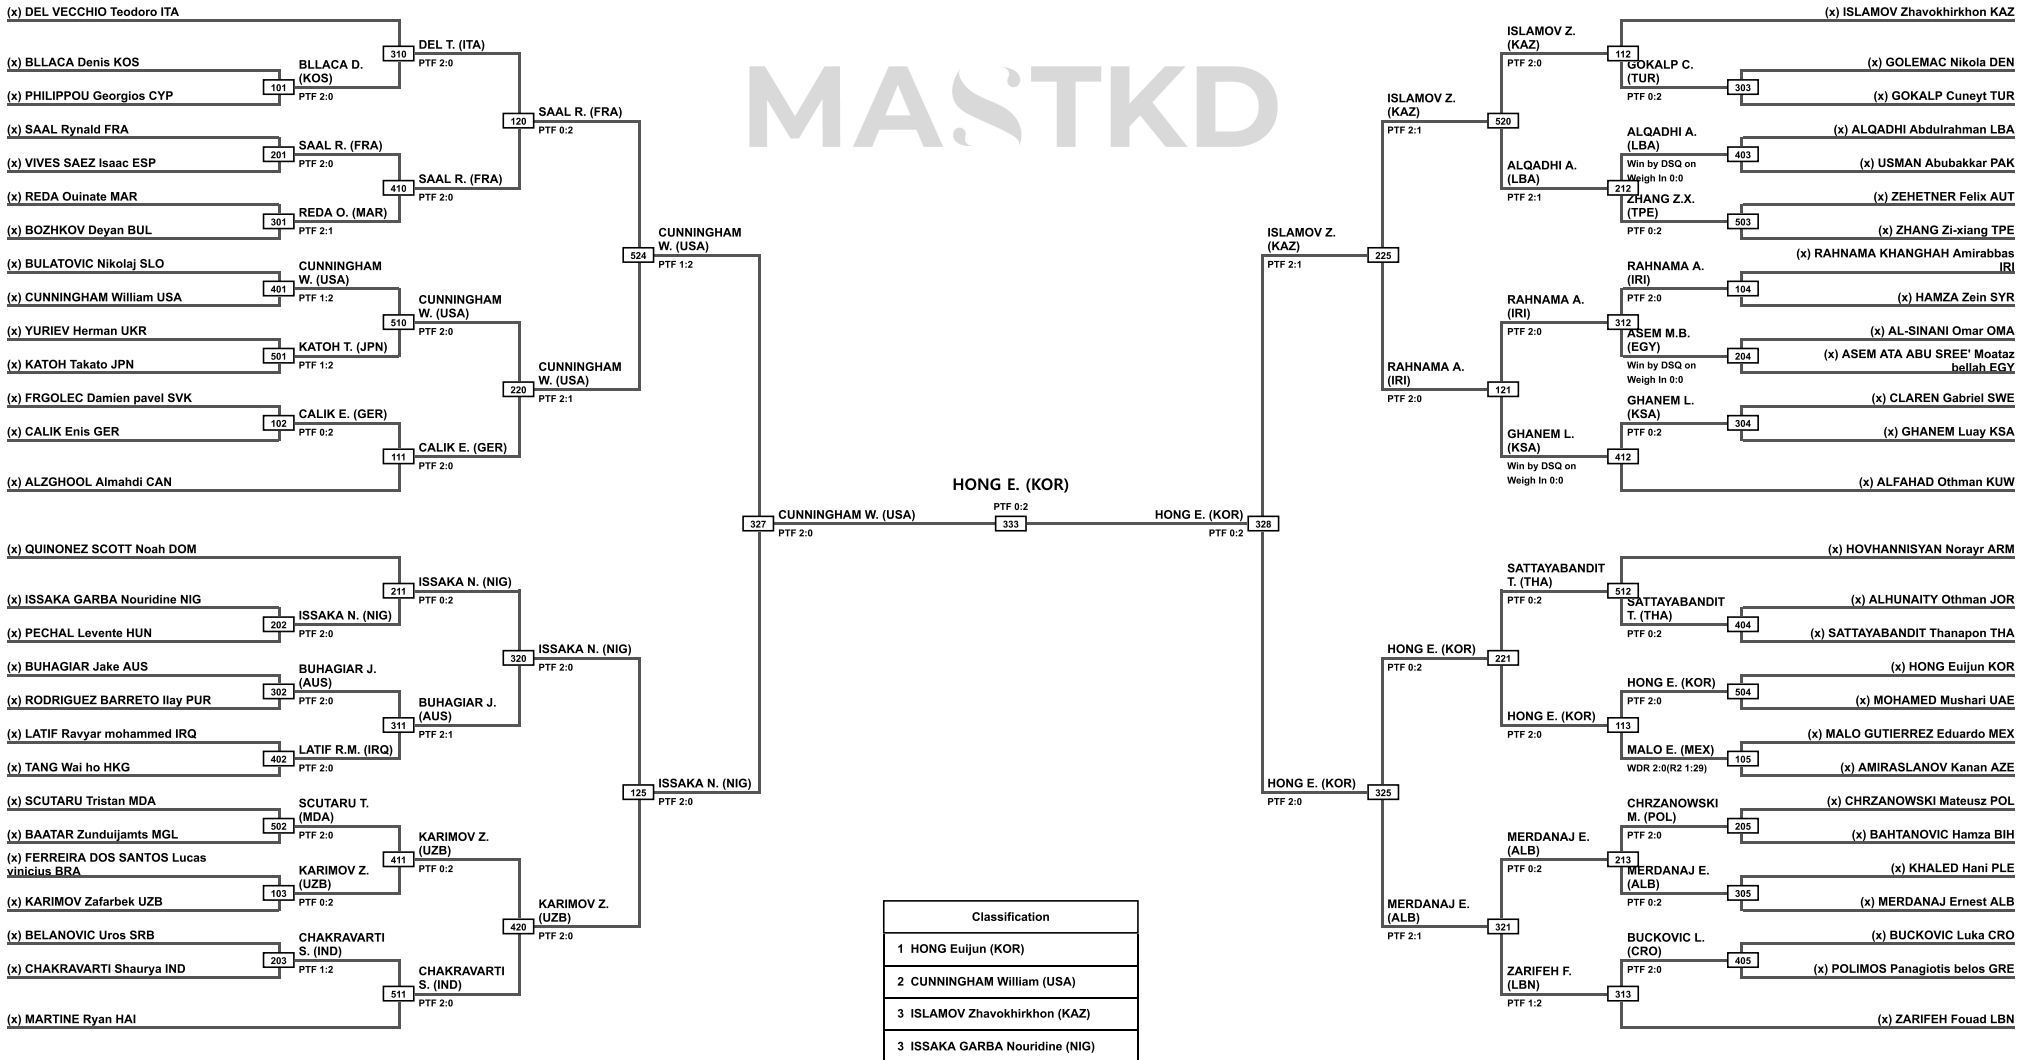 (x) DEL VECCHIO Teodoro ITA
(x) BLLACA Denis KOS
(x) PHILIPPOU Georgios CYP
(x) SAAL Rynald FRA
(x) VIVES SAEZ Isaac ESP
(x) REDA Ouinate MAR
(x) BOZHKOV Deyan BUL
(x) BULATOVIC Nikolaj SLO
(x) CUNNINGHAM William USA
(x) YURIEV Herman UKR
(x) KATOH Takato JPN
(x) FRGOLEC Damien pavel SVK
(x) CALIK Enis GER
(x) ALZGHOOL Almahdi CAN
(x) QUINONEZ SCOTT Noah DOM
(x) ISSAKA GARBA Nouridine NIG
(x) PECHAL Levente HUN
(x) BUHAGIAR Jake AUS
(x) RODRIGUEZ BARRETO Ilay PUR
(x) LATIF Ravyar mohammed IRQ
(x) TANG Wai ho HKG
(x) SCUTARU Tristan MDA
(x) BAATAR Zunduijamts MGL
(x) FERREIRA DOS SANTOS Lucas
vinicius BRA
(x) KARIMOV Zafarbek UZB
(x) BELANOVIC Uros SRB
(x) CHAKRAVARTI Shaurya IND
(x) MARTINE Ryan HAI
101
BLLACA D.
(KOS)
PTF 2:0
201
SAAL R. (FRA)
PTF 2:0
301
REDA O. (MAR)
PTF 2:1
401
CUNNINGHAM
W. (USA)
PTF 1:2
501
KATOH T. (JPN)
PTF 1:2
102
CALIK E. (GER)
PTF 0:2
202
ISSAKA N. (NIG)
PTF 2:0
302
BUHAGIAR J.
(AUS)
PTF 2:0
402
LATIF R.M. (IRQ)
PTF 2:0
502
SCUTARU T.
(MDA)
PTF 2:0
103
KARIMOV Z.
(UZB)
PTF 0:2
203
CHAKRAVARTI
S. (IND)
PTF 1:2
310
DEL T. (ITA)
PTF 2:0
410
SAAL R. (FRA)
PTF 2:0
510
CUNNINGHAM
W. (USA)
PTF 2:0
111
CALIK E. (GER)
PTF 2:0
211
ISSAKA N. (NIG)
PTF 0:2
311
BUHAGIAR J.
(AUS)
PTF 2:1
411
KARIMOV Z.
(UZB)
PTF 0:2
511
CHAKRAVARTI
S. (IND)
PTF 2:0
120
SAAL R. (FRA)
PTF 0:2
220
CUNNINGHAM
W. (USA)
PTF 2:1
320
ISSAKA N. (NIG)
PTF 2:0
420
KARIMOV Z.
(UZB)
PTF 2:0
524
CUNNINGHAM
W. (USA)
PTF 1:2
125
ISSAKA N. (NIG)
PTF 2:0
327
CUNNINGHAM W. (USA)
PTF 2:0
MASTKD
HONG E. (KOR)
PTF 0:2
333
HONG E. (KOR)
PTF 0:2
328
ISLAMOV Z.
(KAZ)
PTF 2:1
225
HONG E. (KOR)
PTF 2:0
325
ISLAMOV Z.
(KAZ)
PTF 2:1
520
RAHNAMA A.
(IRI)
PTF 2:0
121
HONG E. (KOR)
PTF 0:2
221
MERDANAJ E.
(ALB)
PTF 2:1
321
ISLAMOV Z.
(KAZ)
PTF 2:0
112
ALQADHI A.
(LBA)
PTF 2:1
212
RAHNAMA A.
(IRI)
PTF 2:0
312
GHANEM L.
(KSA)
Win by DSQ on
Weigh In 0:0
412
SATTAYABANDIT
T. (THA)
PTF 0:2
512
HONG E. (KOR)
PTF 2:0
113
MERDANAJ E.
(ALB)
PTF 0:2
213
ZARIFEH F.
(LBN)
PTF 1:2
313
GOKALP C.
(TUR)
PTF 0:2
303
ALQADHI A.
(LBA)
Win by DSQ on
Weigh In 0:0
403
ZHANG Z.X.
(TPE)
PTF 0:2
503
RAHNAMA A.
(IRI)
PTF 2:0
104
ASEM M.B.
(EGY)
Win by DSQ on
Weigh In 0:0
204
GHANEM L.
(KSA)
PTF 0:2
304
SATTAYABANDIT
T. (THA)
PTF 0:2
404
HONG E. (KOR)
PTF 2:0
504
MALO E. (MEX)
WDR 2:0(R2 1:29)
105
CHRZANOWSKI
M. (POL)
PTF 2:0
205
MERDANAJ E.
(ALB)
PTF 0:2
305
BUCKOVIC L.
(CRO)
PTF 2:0
405
(x) ISLAMOV Zhavokhirkhon KAZ
(x) GOLEMAC Nikola DEN
(x) GOKALP Cuneyt TUR
(x) ALQADHI Abdulrahman LBA
(x) USMAN Abubakkar PAK
(x) ZEHETNER Felix AUT
(x) ZHANG Zi-xiang TPE
(x) RAHNAMA KHANGHAH Amirabbas
IRI
(x) HAMZA Zein SYR
(x) AL-SINANI Omar OMA
(x) ASEM ATA ABU SREE' Moataz
bellah EGY
(x) CLAREN Gabriel SWE
(x) GHANEM Luay KSA
(x) ALFAHAD Othman KUW
(x) HOVHANNISYAN Norayr ARM
(x) ALHUNAITY Othman JOR
(x) SATTAYABANDIT Thanapon THA
(x) HONG Euijun KOR
(x) MOHAMED Mushari UAE
(x) MALO GUTIERREZ Eduardo MEX
(x) AMIRASLANOV Kanan AZE
(x) CHRZANOWSKI Mateusz POL
(x) BAHTANOVIC Hamza BIH
(x) KHALED Hani PLE
(x) MERDANAJ Ernest ALB
(x) BUCKOVIC Luka CRO
(x) POLIMOS Panagiotis belos GRE
(x) ZARIFEH Fouad LBN
Classification
1 HONG Euijun (KOR)
2 CUNNINGHAM William (USA)
3 ISLAMOV Zhavokhirkhon (KAZ)
3 ISSAKA GARBA Nouridine (NIG)